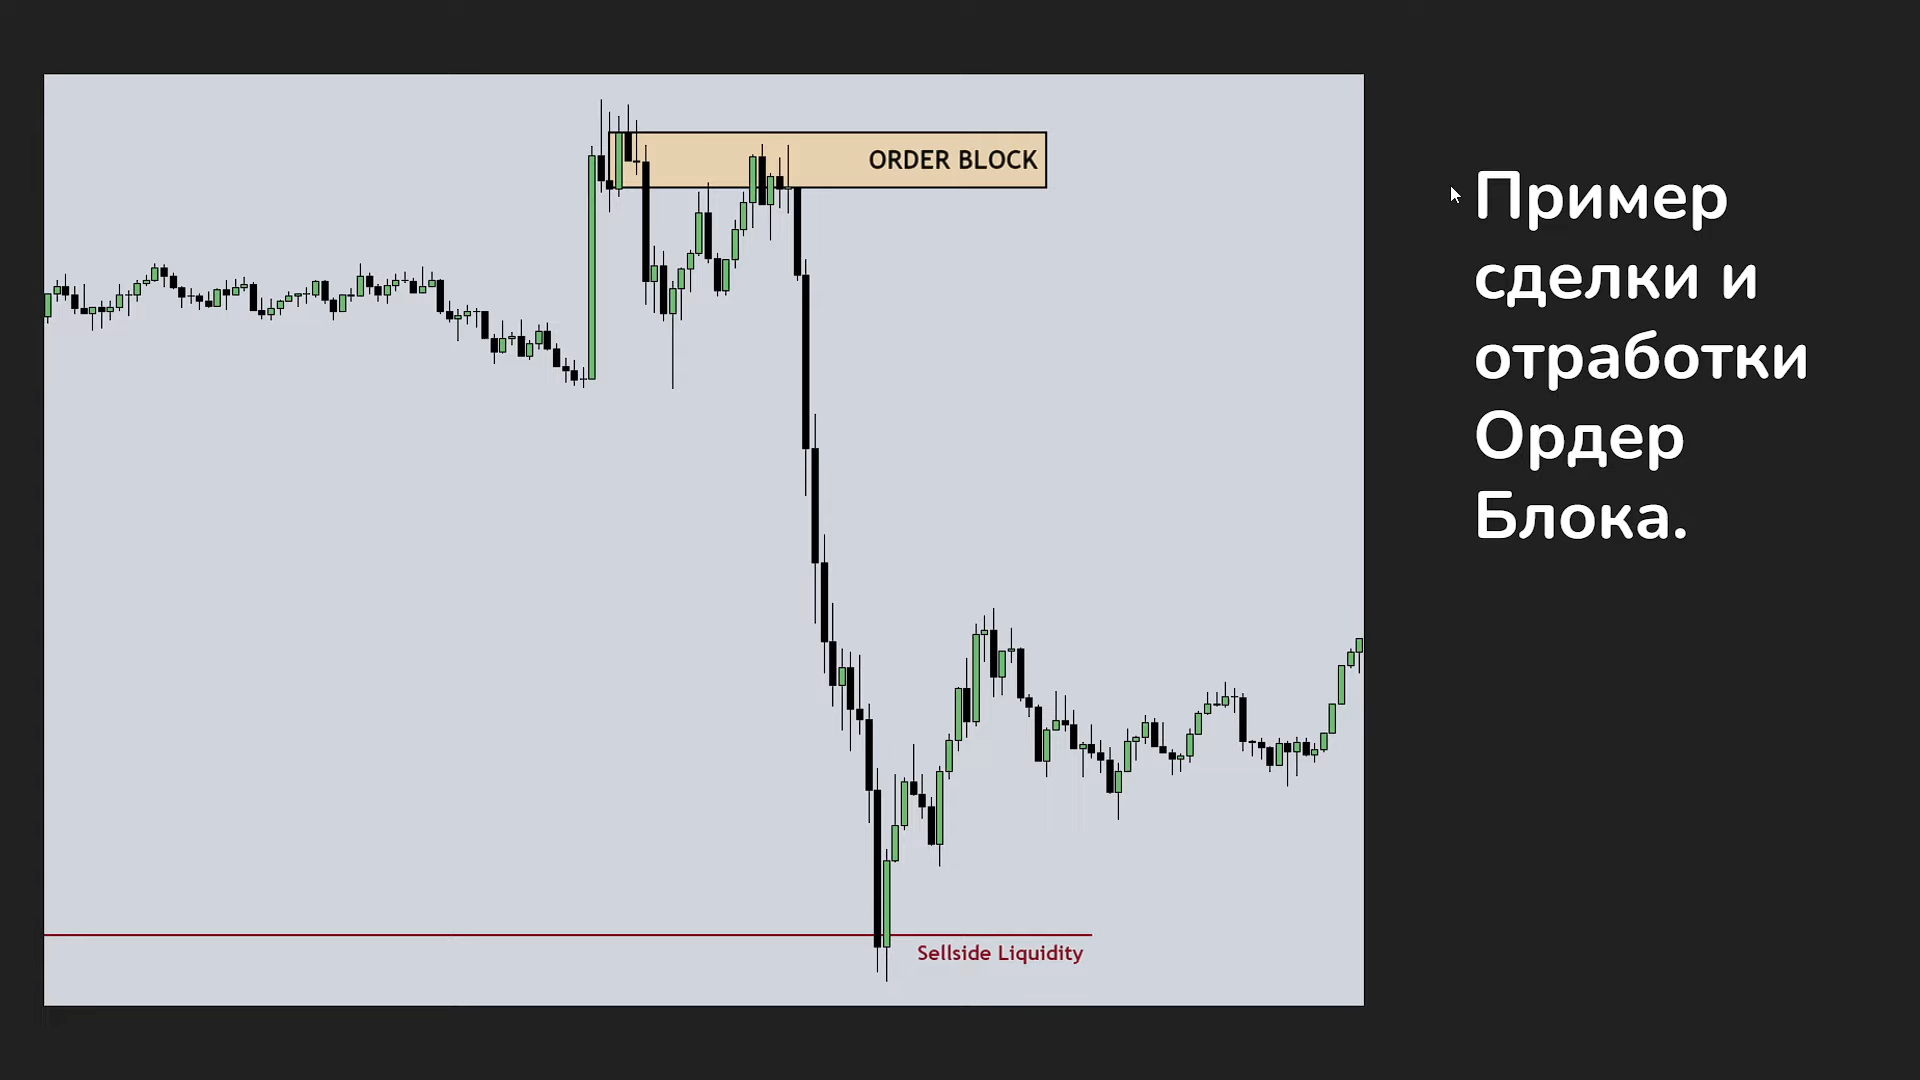 ORDER BLOCK
Sellside Liquidity
Пример
сделки и
отработки
Ордер
Блока.